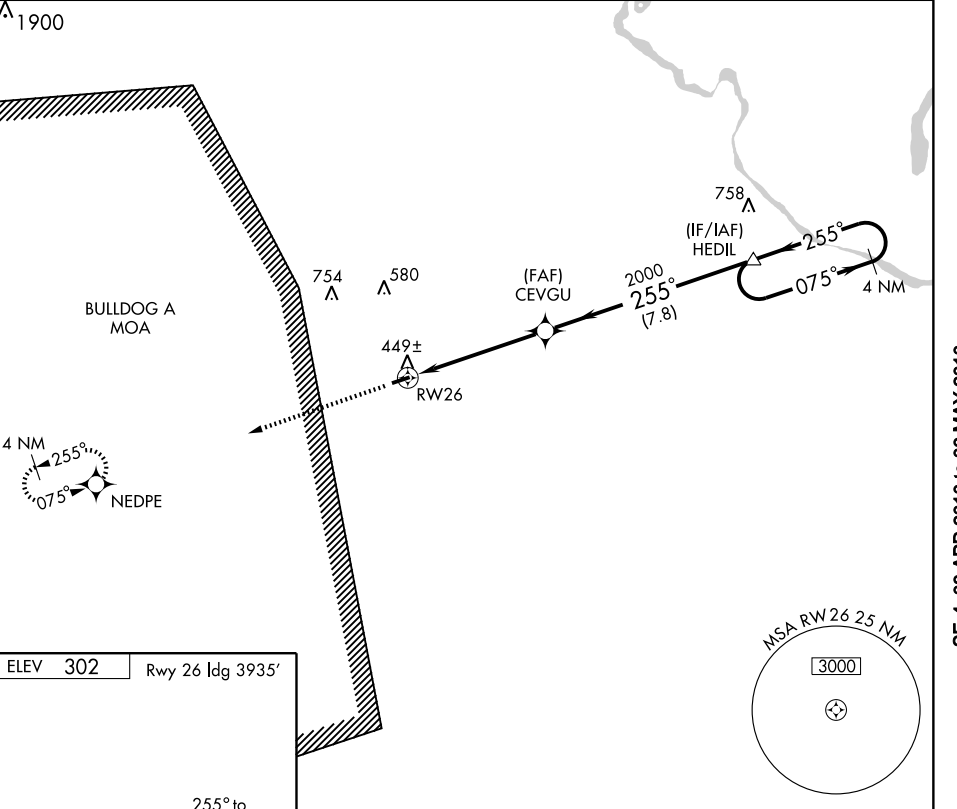 1900
758
(IF/IAF)
HEDIL
255°
075°
4 NM
(FAF)
CEVGU
2000
255°
(7.8)
754
580
BULLDOG A
MOA
449±
RW26
4 NM
255°
075°
NEDPE
MSA RW26 25 NM
3000
ELEV 302
Rwy 26 ldg 3935'
255° to